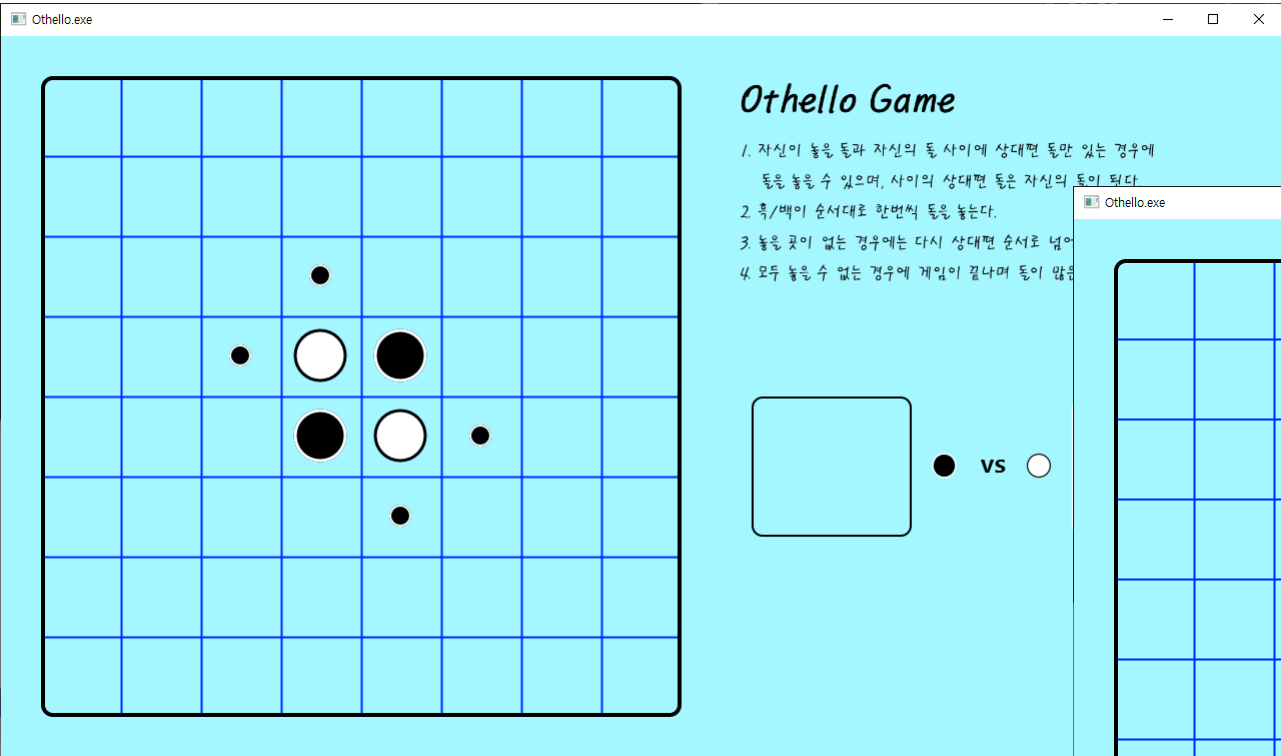 Othello.exe
Othello Game
1. 자신이 놓을 돌과 자신의 돌 사이에 상대편 돌만 있는 경우에
돌을 놓을 수 있으며, 사이의 상대편 돌은 자신의 돌이 된다.
Othello.exe
2. 흑/백이 순서대로 한번씩 돌을 놓는다.
3. 놓을 곳이 없는 경우에는 다시 상대편 순서로
4. 모두 놓을 수 없는 경우에 게임이 끝나며 돌이 많은
VS